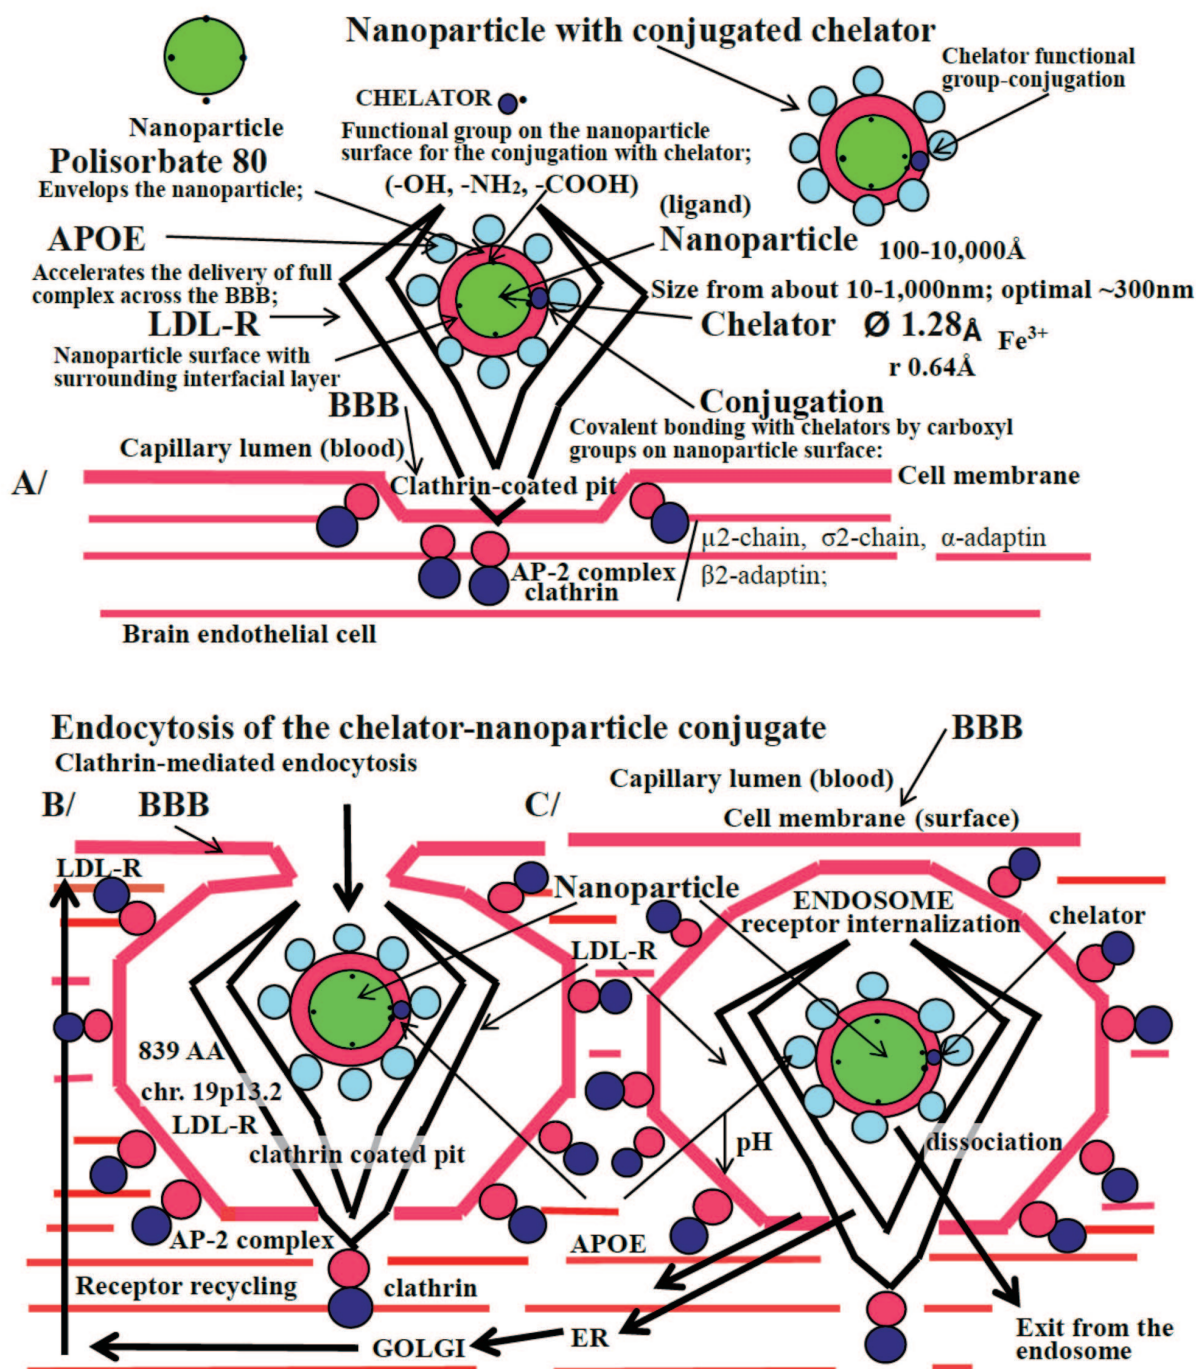 Nanoparticle with conjugated chelator
Chelator functional
group-conjugation
CHELATOR
Nanoparticle
Functional group on the nanoparticle
surface for the conjugation with chelator;
(-OH, -NH₂, -COOH)
Polisorbate 80
Envelops the nanoparticle;
(ligand)
Nanoparticle 100-10,000Å
APOE
Accelerates the delivery of full
complex across the BBB;
Size from about 10-1,000nm; optimal ~300nm
LDL-R
Chelator Ø 1.28Å Fe³⁺
r 0.64Å
Nanoparticle surface with
surrounding interfacial layer
BBB
Conjugation
Covalent bonding with chelators by carboxyl
groups on nanoparticle surface:
Capillary lumen (blood)
A/
Clathrin-coated pit
Cell membrane
μ2-chain, σ2-chain, α-adaptin
β2-adaptin;
AP-2 complex
clathrin
Brain endothelial cell
Endocytosis of the chelator-nanoparticle conjugate
Clathrin-mediated endocytosis
BBB
Capillary lumen (blood)
B/ BBB
C/
Cell membrane (surface)
LDL-R
Nanoparticle
ENDOSOME
receptor internalization
chelator
LDL-R
839 AA
chr. 19p13.2
LDL-R
clathrin coated pit
pH
dissociation
AP-2 complex
APOE
Receptor recycling
clathrin
GOLGI
ER
Exit from the
endosome